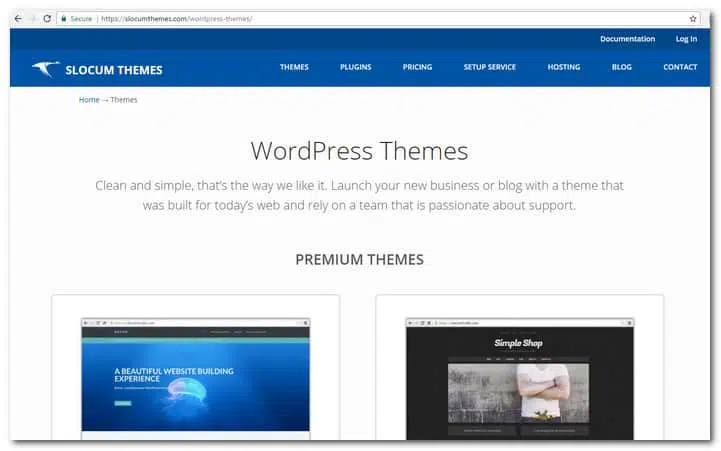 Secure | https://slocumthemes.com/wordpress-themes/
Documentation Log In
SLOCUM THEMES THEMES PLUGINS PRICING SETUP SERVICE HOSTING BLOG CONTACT
Home → Themes
WordPress Themes
Clean and simple, that's the way we like it. Launch your new business or blog with a theme that
was built for today's web and rely on a team that is passionate about support.
PREMIUM THEMES
A BEAUTIFUL WEBSITE BUILDING
EXPERIENCE
Simple Shop